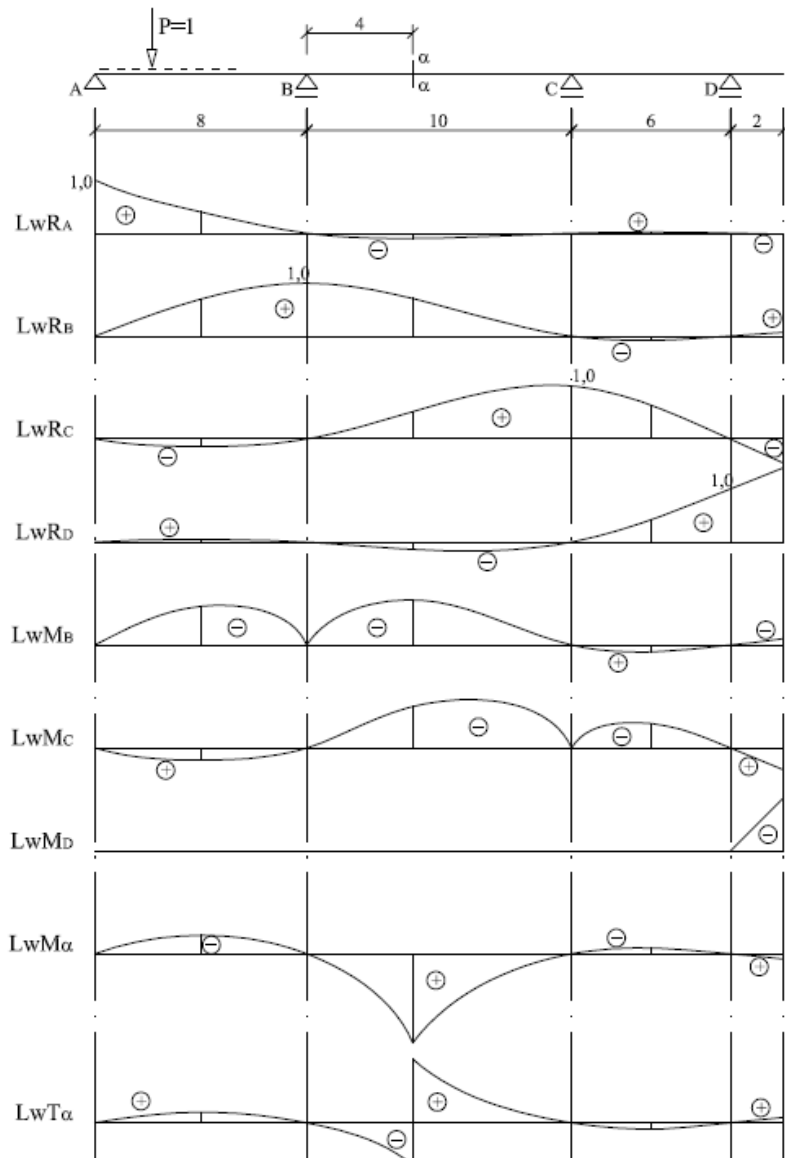 P=1
4
α
A B α C D
8 10 6 2
1,0
LwRA + − + −
1,0
LwRB + − +
1,0
LwRC − + −
1,0
LwRD + − +
LwMB − − + −
LwMC + − − +
LwMD −
LwMα − + − +
LwTα + − + +